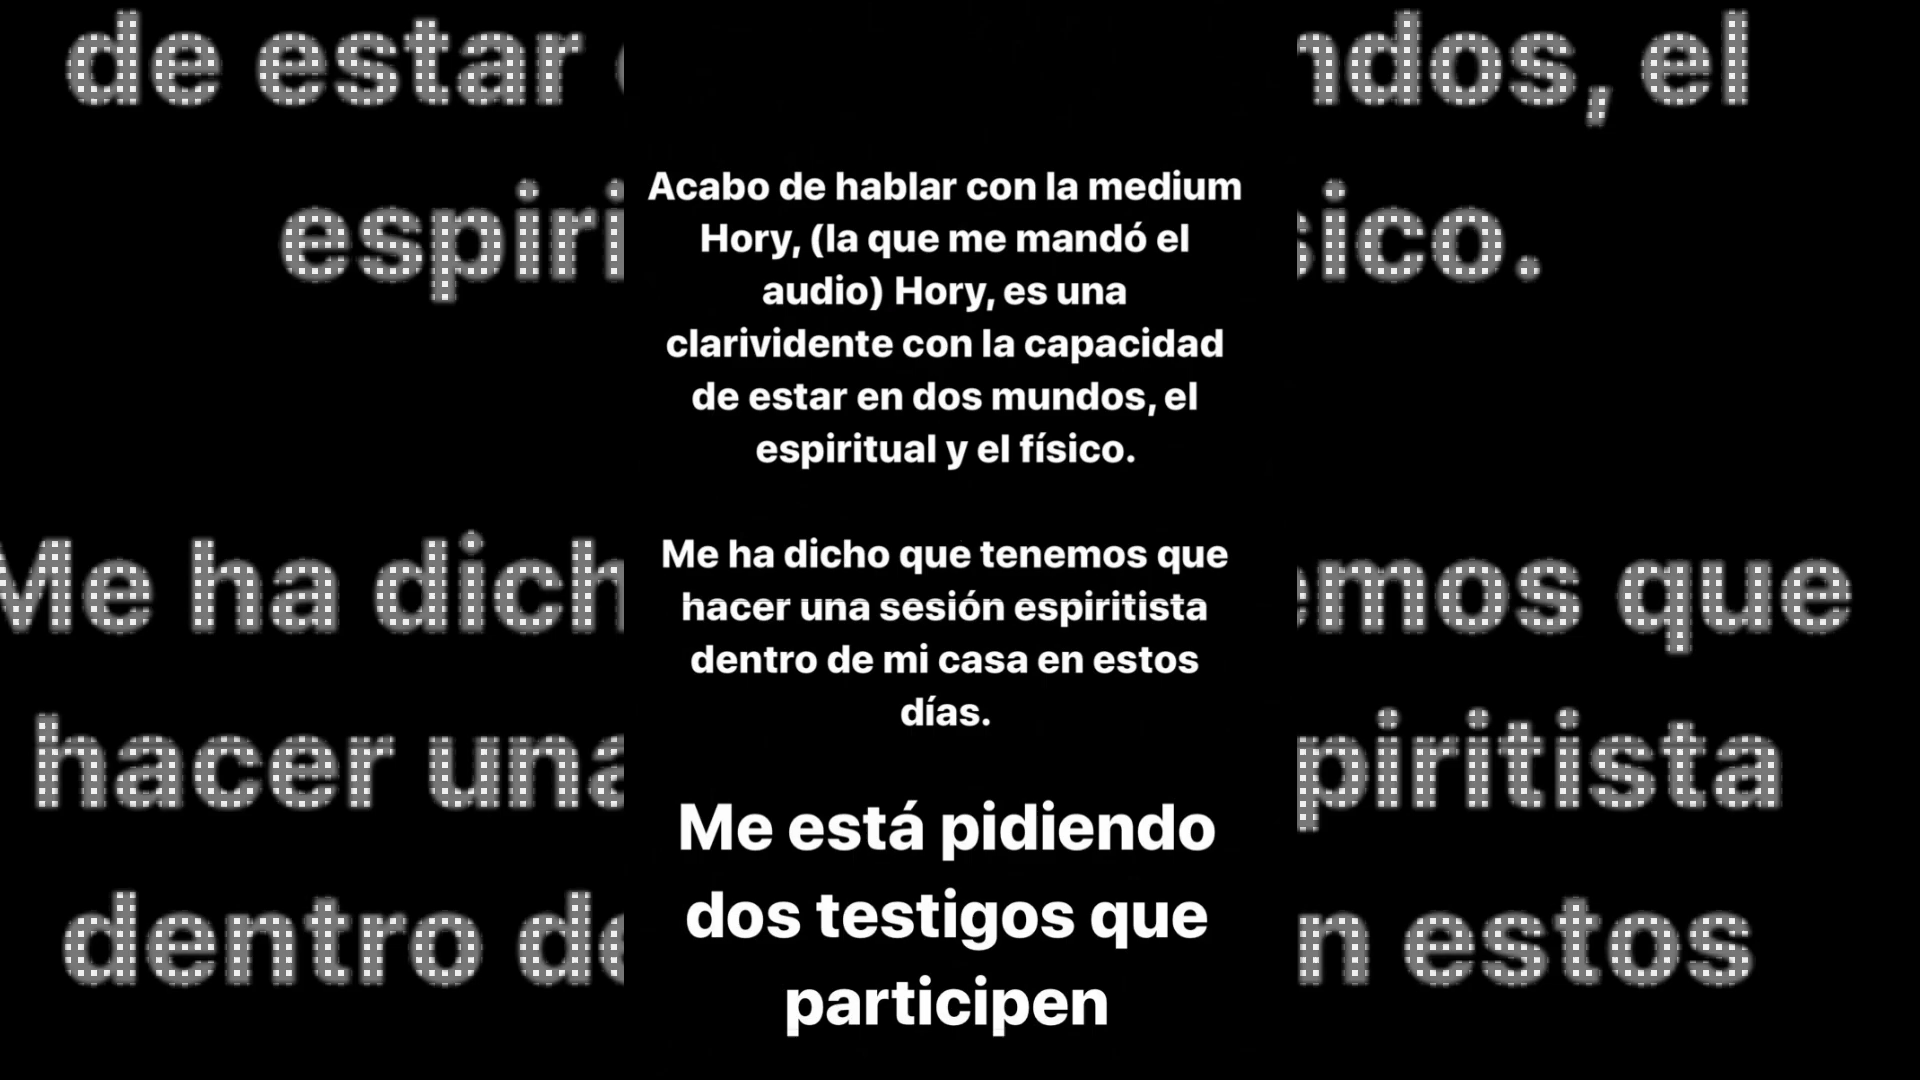 Acabo de hablar con la medium
Hory, (la que me mandó el
audio) Hory, es una
clarividente con la capacidad
de estar en dos mundos, el
espiritual y el físico.
Me ha dicho que tenemos que
hacer una sesión espiritista
dentro de mi casa en estos
días.
Me está pidiendo
dos testigos que
participen